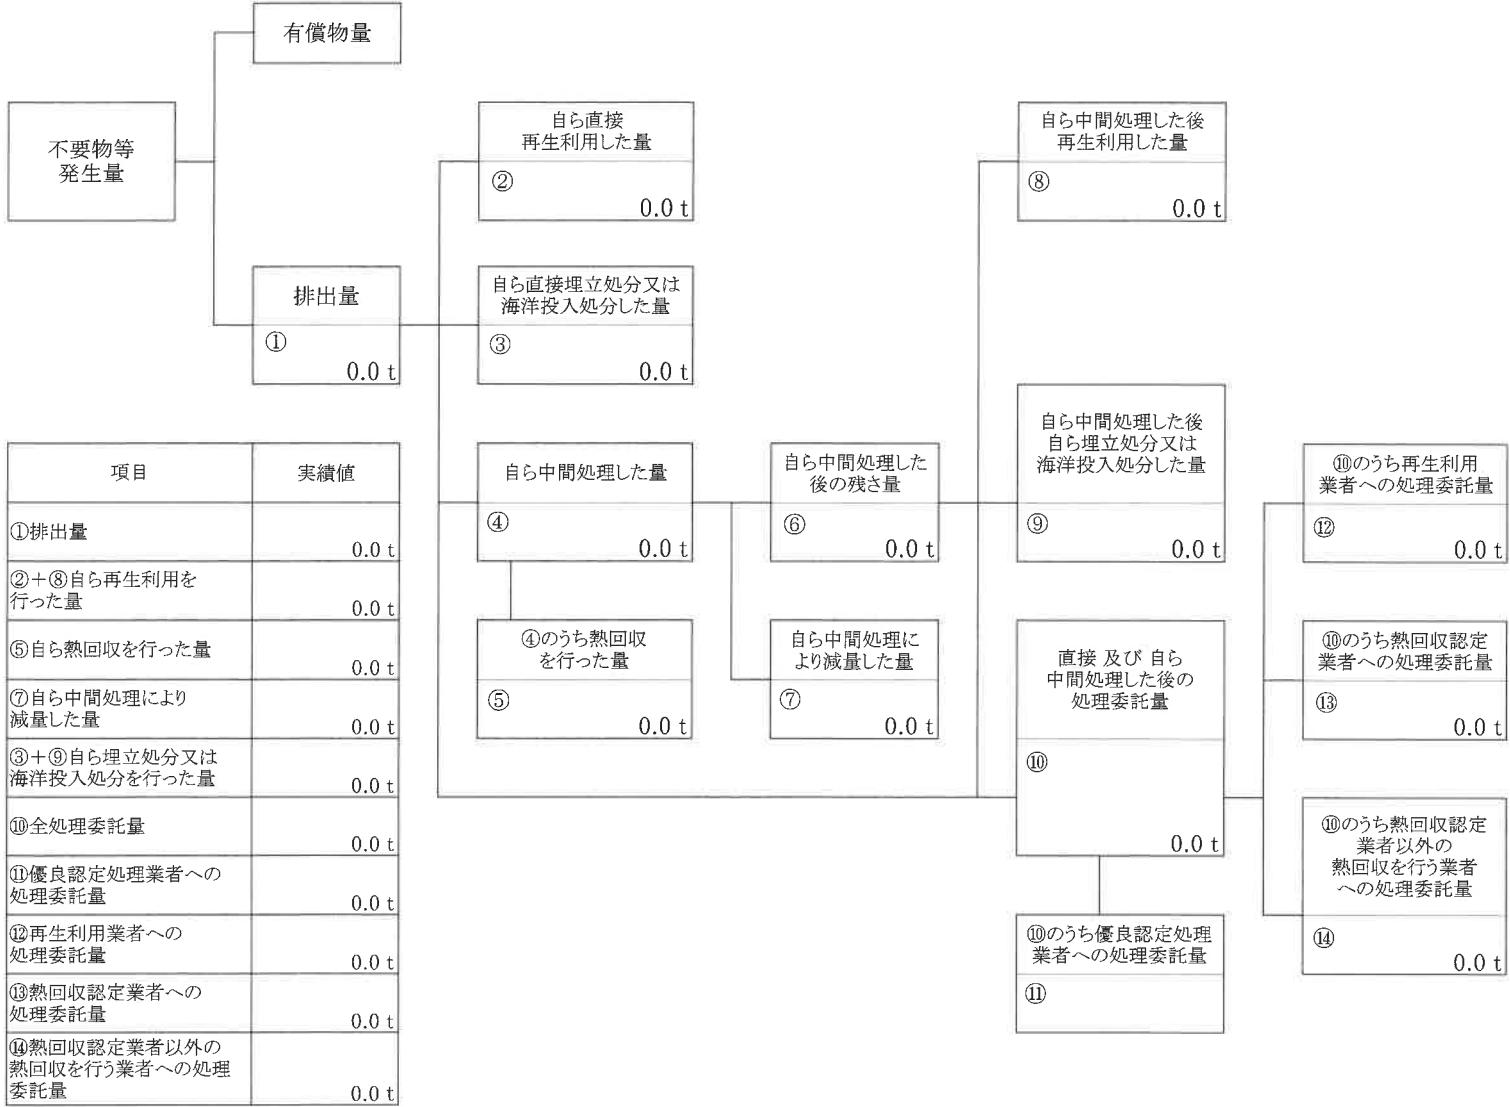 有償物量
不要物等
発生量
排出量
①
0.0 t
自ら直接
再生利用した量
②
0.0 t
自ら直接埋立処分又は
海洋投入処分した量
③
0.0 t
自ら中間処理した量
④
0.0 t
④のうち熱回収
を行った量
⑤
0.0 t
自ら中間処理した
後の残さ量
⑥
0.0 t
自ら中間処理に
より減量した量
⑦
0.0 t
自ら中間処理した後
再生利用した量
⑧
0.0 t
自ら中間処理した後
自ら埋立処分又は
海洋投入処分した量
⑨
0.0 t
直接 及び 自ら
中間処理した後の
処理委託量
⑩
0.0 t
⑩のうち優良認定処理
業者への処理委託量
⑪
⑩のうち再生利用
業者への処理委託量
⑫
0.0 t
⑩のうち熱回収認定
業者への処理委託量
⑬
0.0 t
⑩のうち熱回収認定
業者以外の
熱回収を行う業者
への処理委託量
⑭
0.0 t
項目 実績値
①排出量
0.0 t
②＋⑧自ら再生利用を
行った量
0.0 t
⑤自ら熱回収を行った量
0.0 t
⑦自ら中間処理により
減量した量
0.0 t
③＋⑨自ら埋立処分又は
海洋投入処分を行った量
0.0 t
⑩全処理委託量
0.0 t
⑪優良認定処理業者への
処理委託量
0.0 t
⑫再生利用業者への
処理委託量
0.0 t
⑬熱回収認定業者への
処理委託量
0.0 t
⑭熱回収認定業者以外の
熱回収を行う業者への処理
委託量
0.0 t